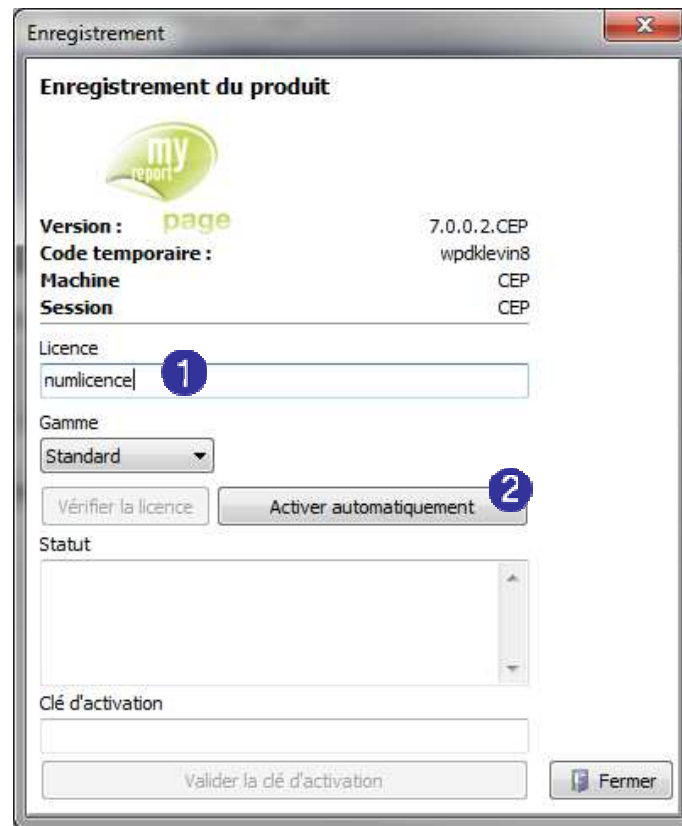 Enregistrement
Enregistrement du produit
my
report
page
Version : 7.0.0.2.CEP
Code temporaire : wpdklevin8
Machine CEP
Session CEP
Licence
numlicence
1
Gamme
Standard
2
Vérifier la licence Activer automatiquement
Statut
Clé d'activation
Valider la clé d'activation Fermer